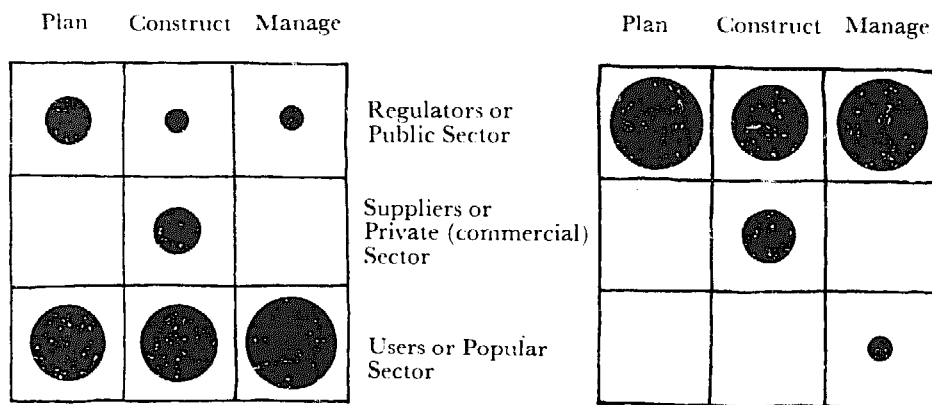 Plan Construct Manage
Plan Construct Manage
Regulators or
Public Sector
Suppliers or
Private (commercial)
Sector
Users or Popular
Sector